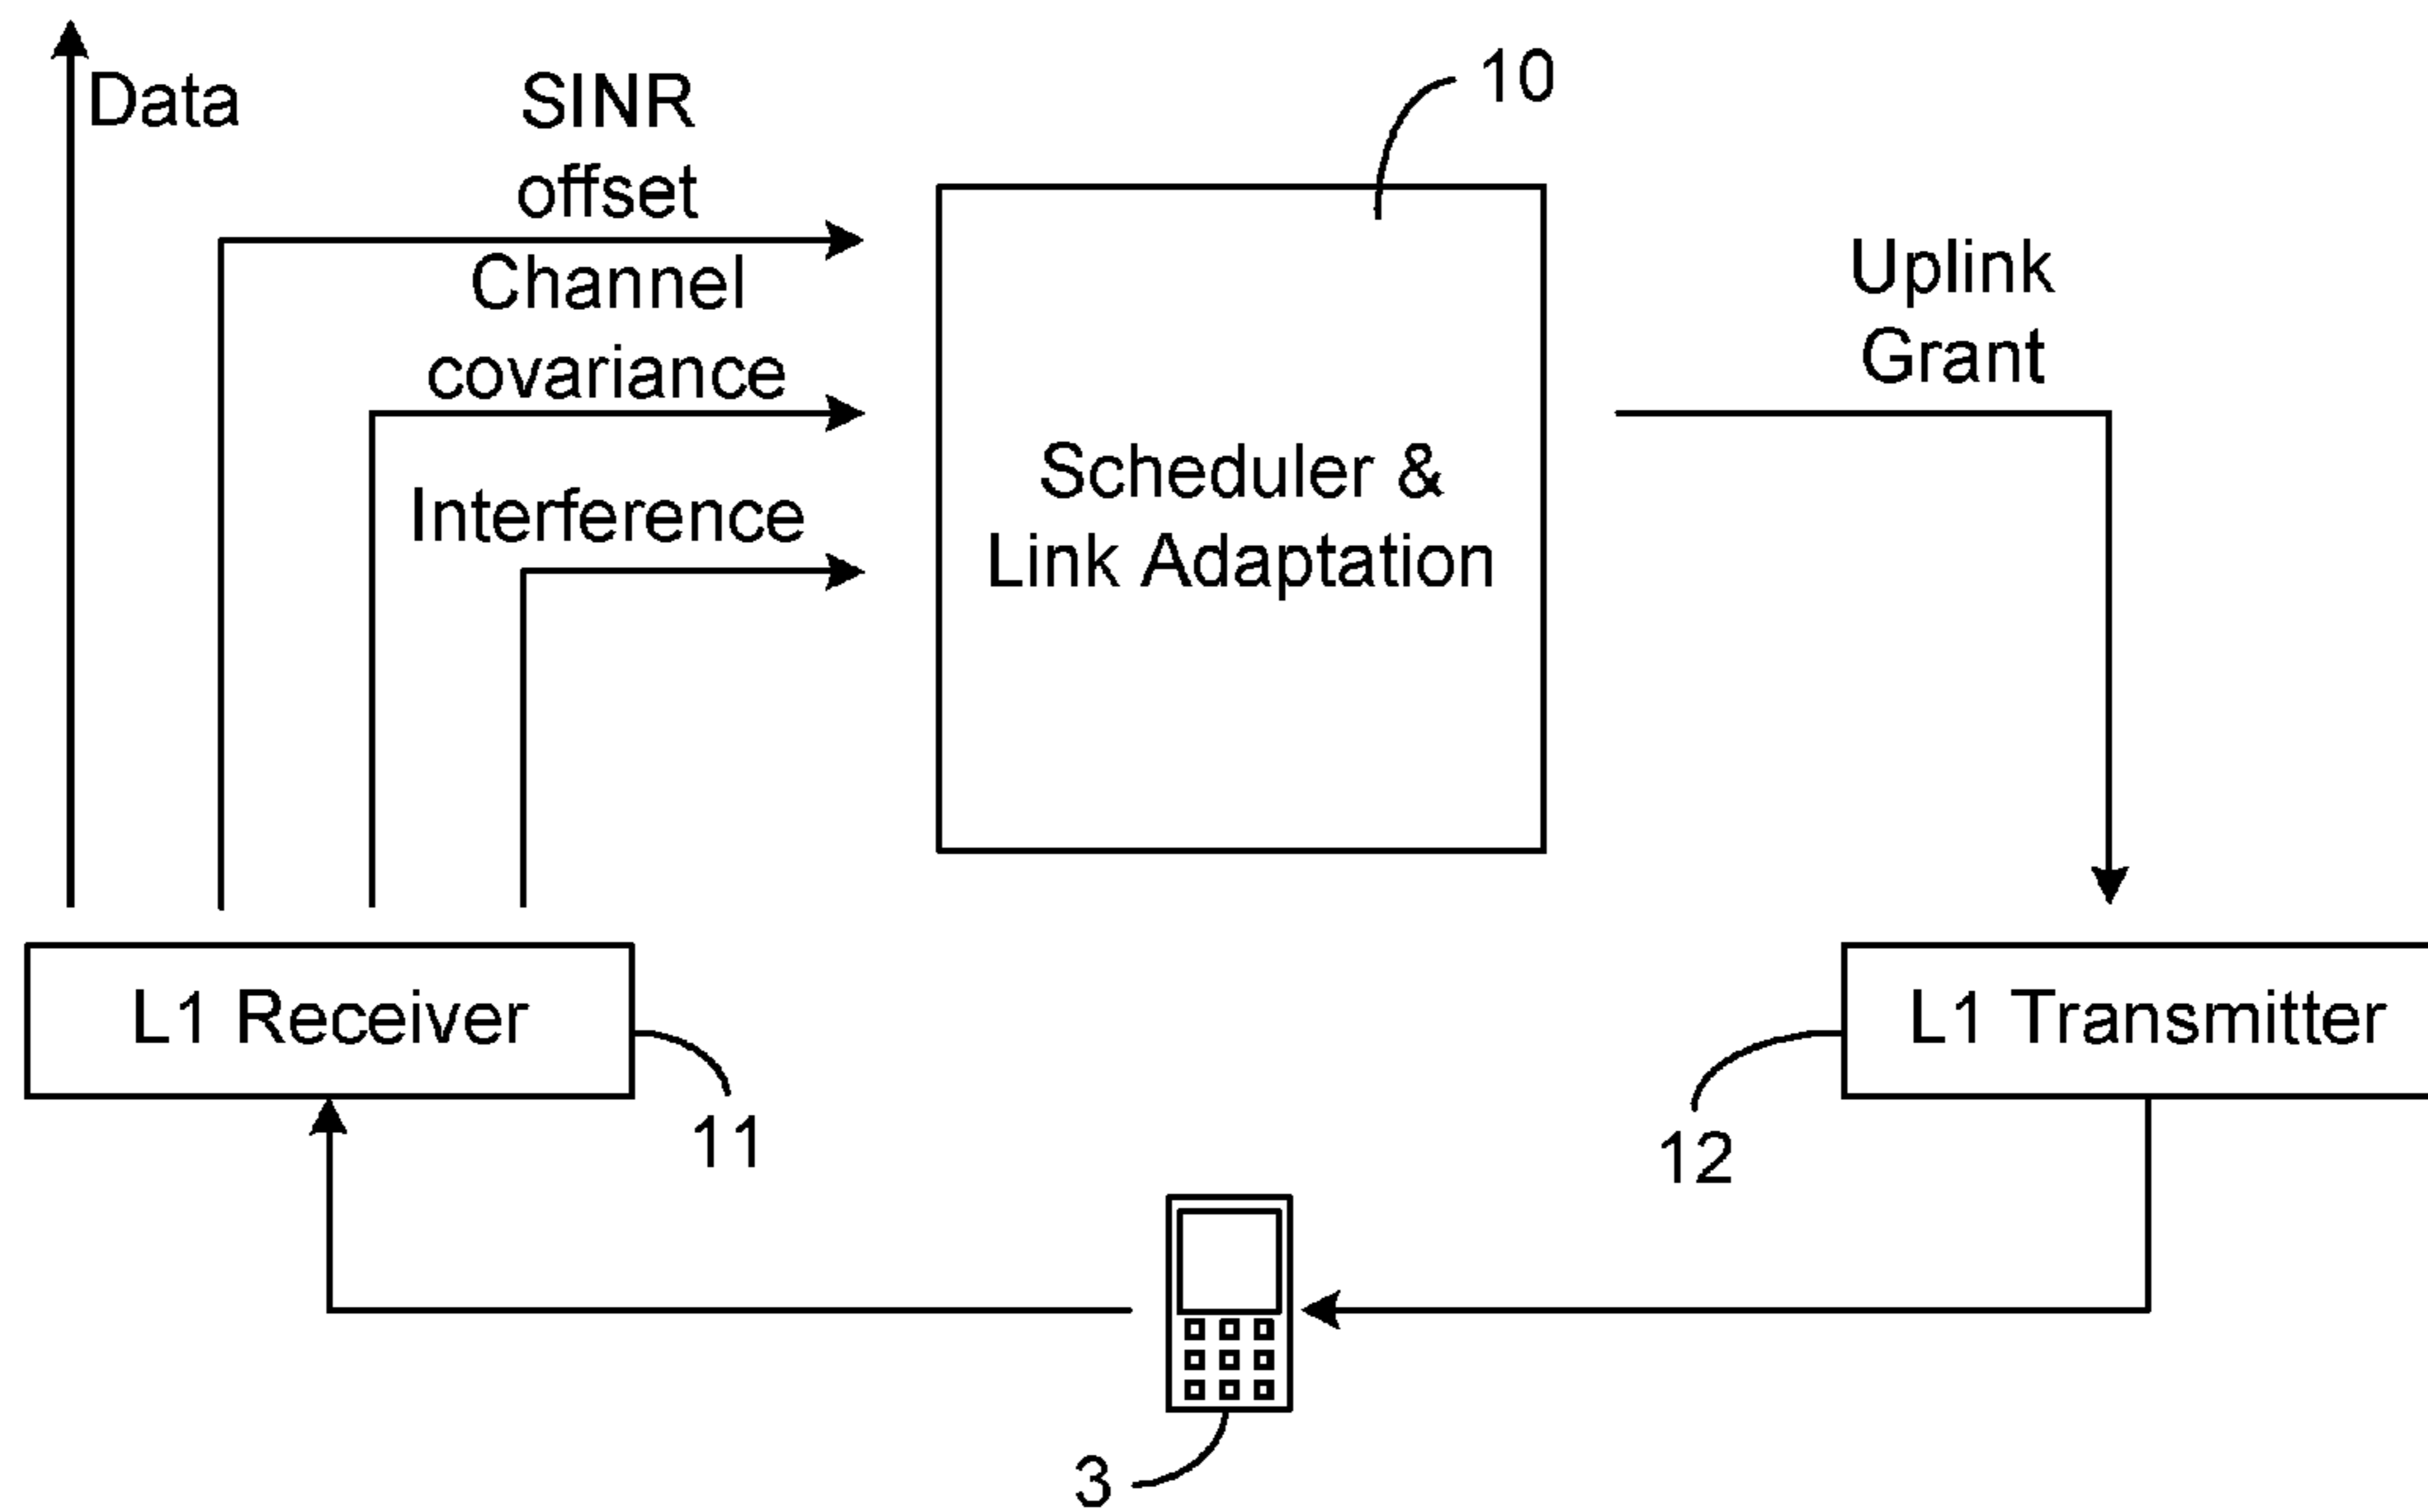 Data
SINR
offset
Channel
covariance
Interference
10
Scheduler &
Link Adaptation
Uplink
Grant
L1 Receiver
11
L1 Transmitter
12
3